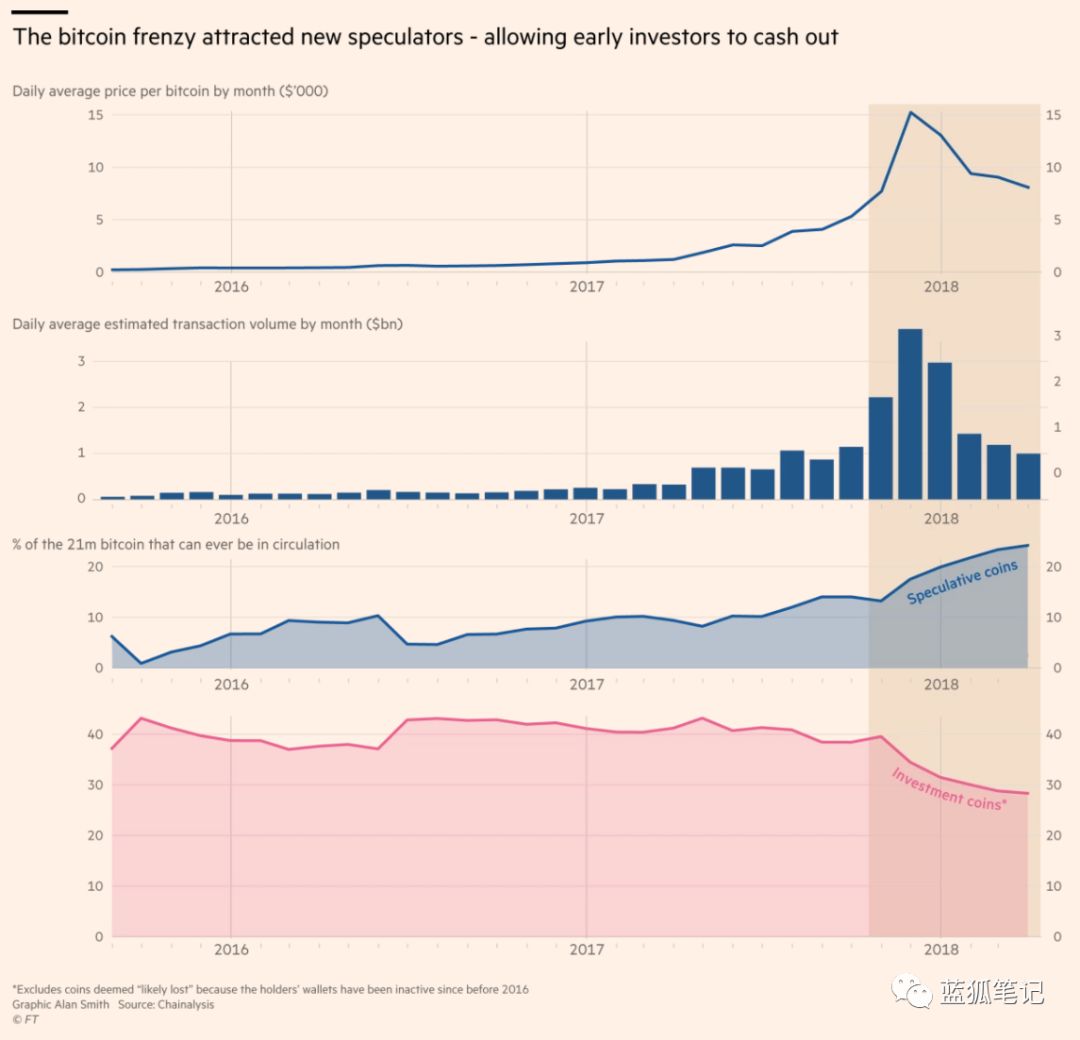 The bitcoin frenzy attracted new speculators - allowing early investors to cash out
Daily average price per bitcoin by month ($'000)
15 15
10 10
5 5
0 0
2016 2017 2018
Daily average estimated transaction volume by month ($bn)
3 3
2 2
1 1
0 0
2016 2017 2018
% of the 21m bitcoin that can ever be in circulation
20 20
Speculative coins
10 10
0 0
2016 2017 2018
40 40
Investment coins*
30 30
20 20
10 10
0 0
2016 2017 2018
*Excludes coins deemed “likely lost” because the holders’ wallets have been inactive since before 2016
Graphic Alan Smith Source: Chainalysis
© FT
蓝狐笔记